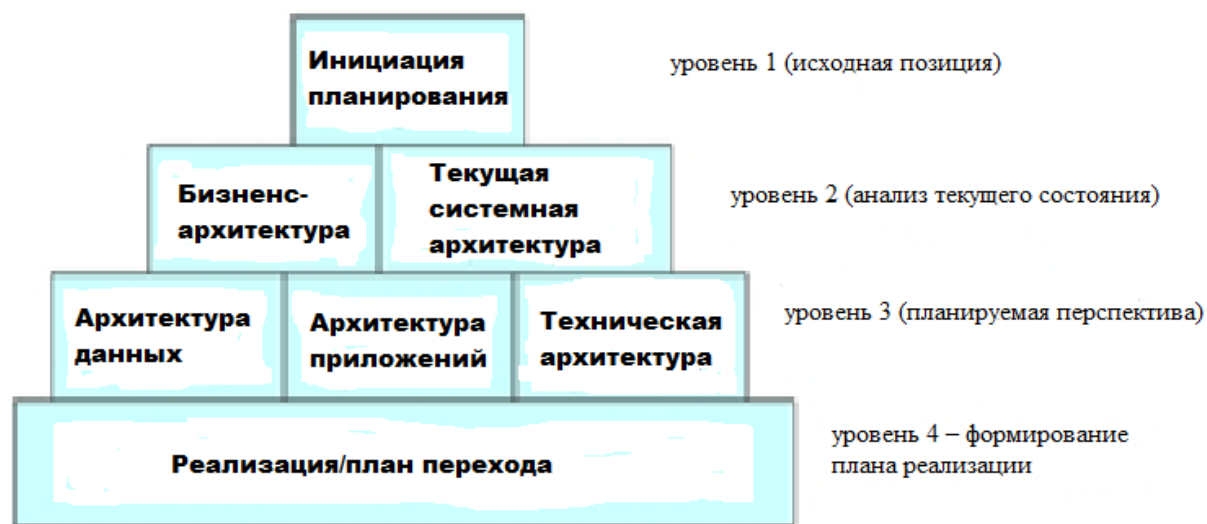 Инициация
планирования
уровень 1 (исходная позиция)
Бизненс-
архитектура
Текущая
системная
архитектура
уровень 2 (анализ текущего состояния)
Архитектура
данных
Архитектура
приложений
Техническая
архитектура
уровень 3 (планируемая перспектива)
Реализация/план перехода
уровень 4 – формирование
плана реализации